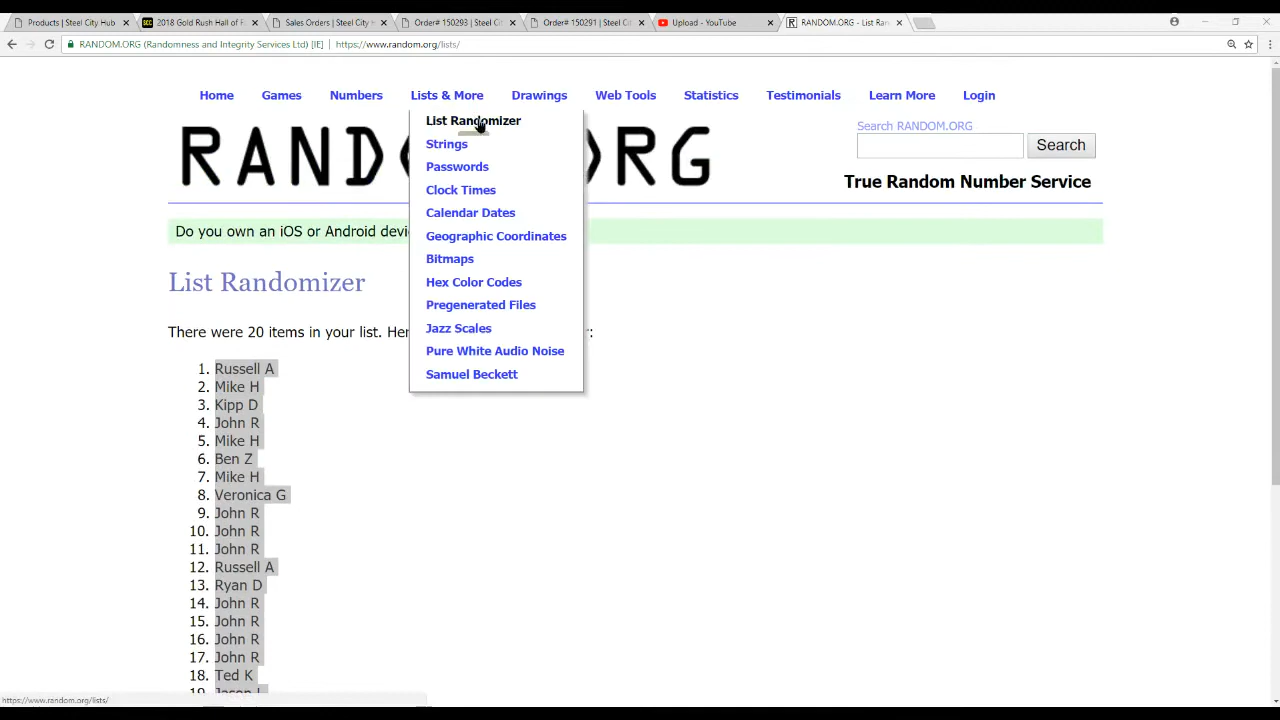 Products | Steel City Hub
2018 Gold Rush Hall of F
Sales Orders | Steel City H
Order# 150293 | Steel Ci
Order# 150291 | Steel Ci
Upload - YouTube
RANDOM.ORG - List Ran
RANDOM.ORG (Randomness and Integrity Services Ltd) [IE] https://www.random.org/lists/
Home Games Numbers Lists & More Drawings Web Tools Statistics Testimonials Learn More Login
List Randomizer
Strings
Passwords
Clock Times
Calendar Dates
Geographic Coordinates
Bitmaps
Hex Color Codes
Pregenerated Files
Jazz Scales
Pure White Audio Noise
Samuel Beckett
Search RANDOM.ORG
Search
True Random Number Service
Do you own an iOS or Android devi
List Randomizer
There were 20 items in your list. Her
1. Russell A
2. Mike H
3. Kipp D
4. John R
5. Mike H
6. Ben Z
7. Mike H
8. Veronica G
9. John R
10. John R
11. John R
12. Russell A
13. Ryan D
14. John R
15. John R
16. John R
17. John R
18. Ted K
19. Jason
https://www.random.org/lists/